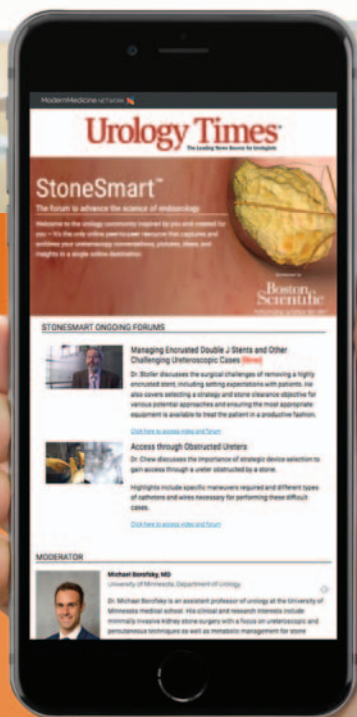 ModernMedicine NETWORK
Urology Times
The Leading News Source for Urologists
StoneSmart™
The forum to advance the science of endourology
Welcome to the urology community inspired by you and created for
you – It's the only online peer-to-peer resource that captures and
archives your ureteroscopy conversations, pictures, ideas, and
insights in a single online destination.
Sponsored by
Boston
Scientific
STONESMART ONGOING FORUMS
Managing Encrusted Double J Stents and Other
Challenging Ureteroscopic Cases
Dr. Stoller discusses the surgical challenges of removing a highly
encrusted stent, including setting expectations with patients. He
also covers selecting a strategy and stone clearance objective for
various potential approaches and ensuring the most appropriate
equipment is available to treat the patient in a productive fashion.
Click here to access video and forum
Access through Obstructed Ureters
Dr. Chew discusses the importance of strategic device selection to
gain access through a ureter obstructed by a stone.
Highlights include specific maneuvers required and different types
of catheters and wires necessary for performing these difficult
cases.
Click here to access video and forum
MODERATOR
Michael Borofsky, MD
University of Minnesota, Department of Urology
Dr. Michael Borofsky is an assistant professor of urology at the University of
Minnesota medical school. His clinical and research interests include
minimally invasive kidney stone surgery with a focus on ureteroscopic and
percutaneous techniques as well as metabolic management for stone